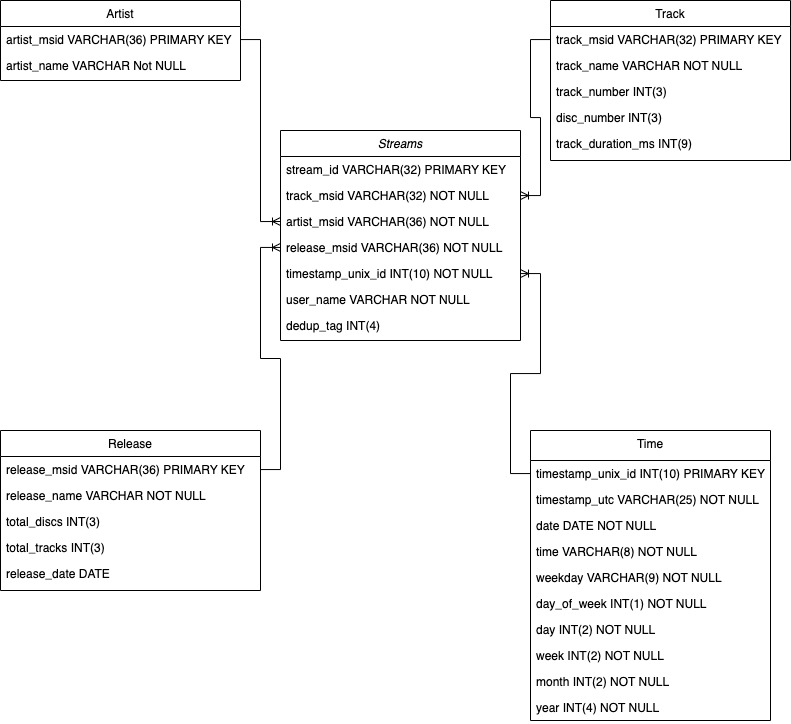 Artist
artist_msid VARCHAR(36) PRIMARY KEY
artist_name VARCHAR Not NULL
Track
track_msid VARCHAR(32) PRIMARY KEY
track_name VARCHAR NOT NULL
track_number INT(3)
disc_number INT(3)
track_duration_ms INT(9)
Streams
stream_id VARCHAR(32) PRIMARY KEY
track_msid VARCHAR(32) NOT NULL
artist_msid VARCHAR(36) NOT NULL
release_msid VARCHAR(36) NOT NULL
timestamp_unix_id INT(10) NOT NULL
user_name VARCHAR NOT NULL
dedup_tag INT(4)
Release
release_msid VARCHAR(36) PRIMARY KEY
release_name VARCHAR NOT NULL
total_discs INT(3)
total_tracks INT(3)
release_date DATE
Time
timestamp_unix_id INT(10) PRIMARY KEY
timestamp_utc VARCHAR(25) NOT NULL
date DATE NOT NULL
time VARCHAR(8) NOT NULL
weekday VARCHAR(9) NOT NULL
day_of_week INT(1) NOT NULL
day INT(2) NOT NULL
week INT(2) NOT NULL
month INT(2) NOT NULL
year INT(4) NOT NULL